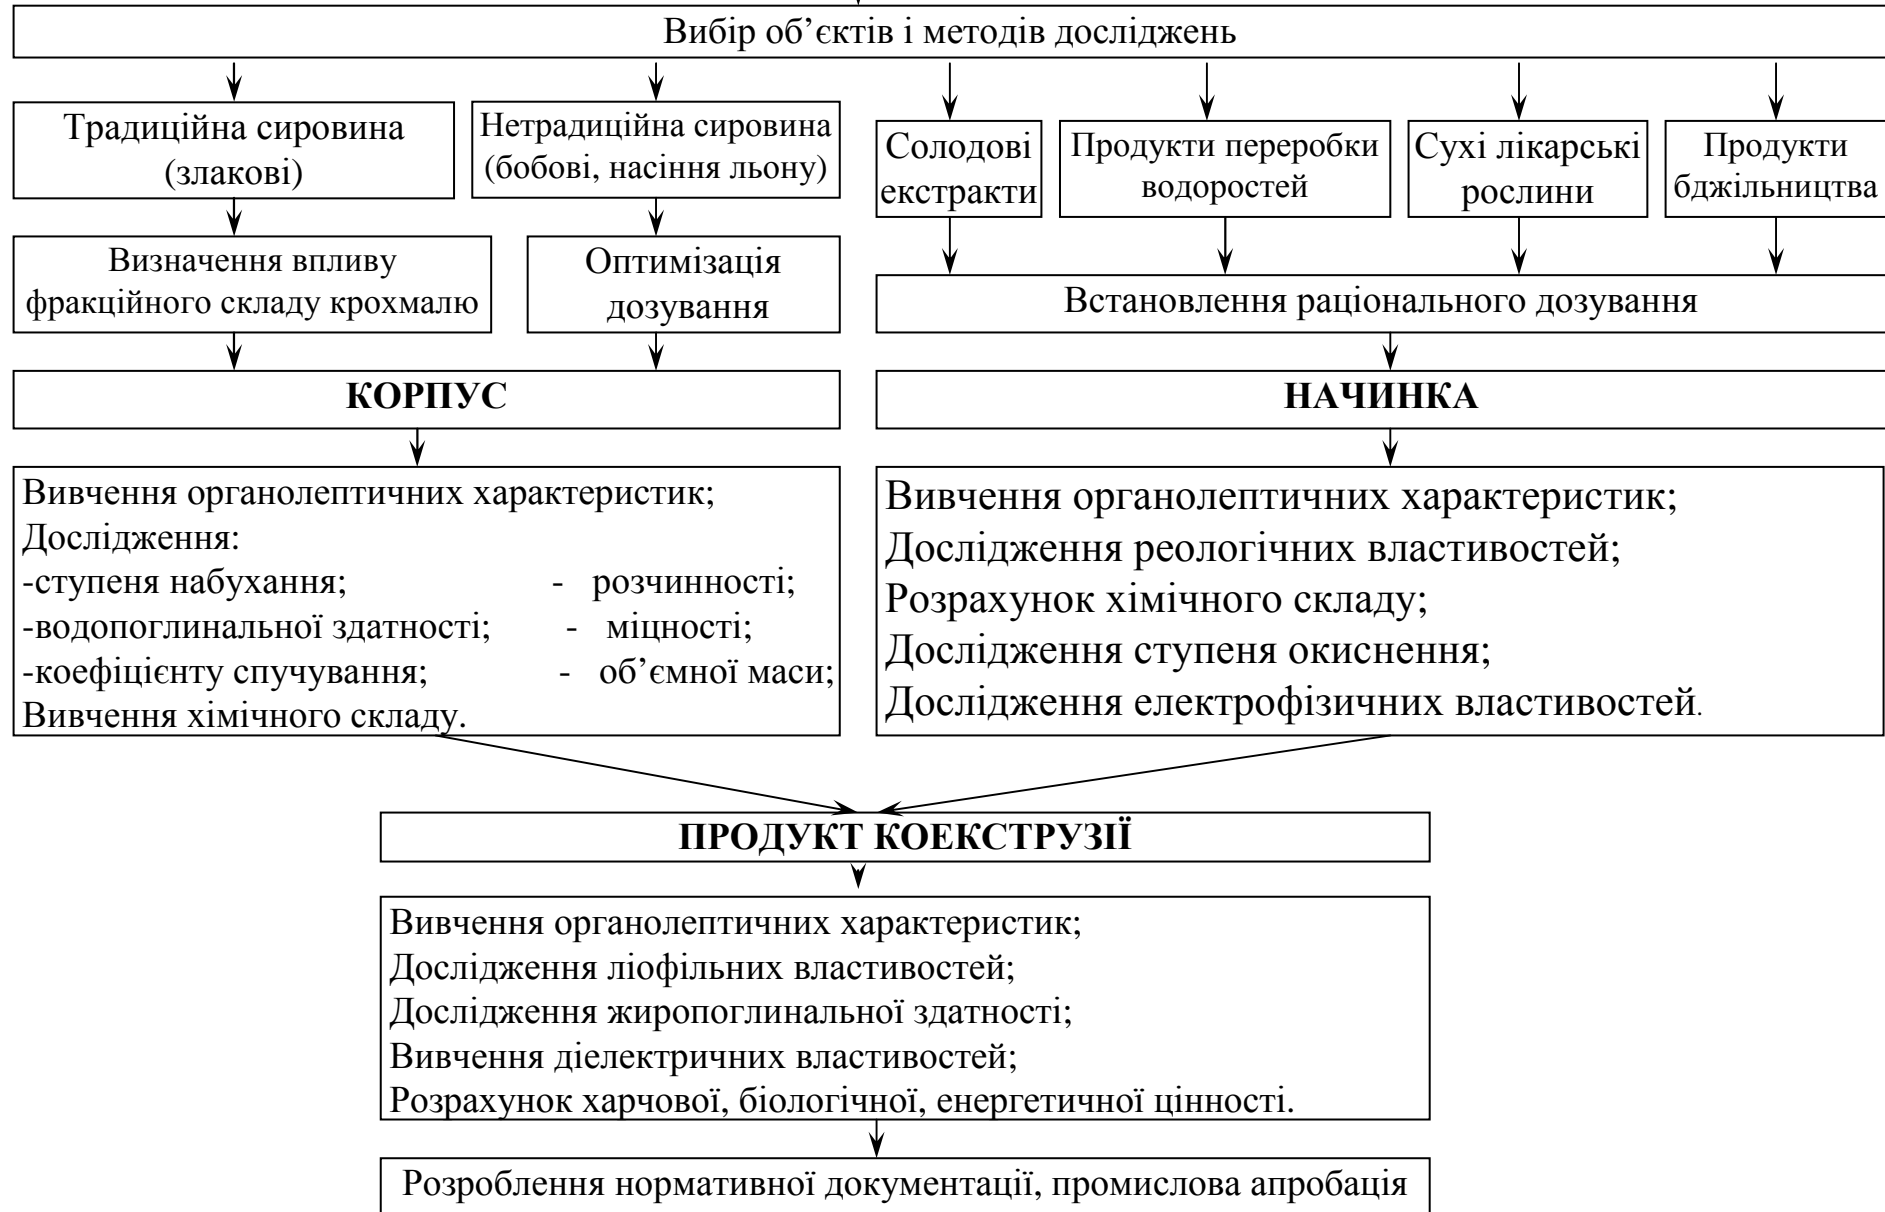 Вибір об’єктів і методів досліджень
Традиційна сировина
(злакові)
Нетрадиційна сировина
(бобові, насіння льону)
Солодові
екстракти
Продукти переробки
водоростей
Сухі лікарські
рослини
Продукти
бджільництва
Визначення впливу
фракційного складу крохмалю
Оптимізація
дозування
Встановлення раціонального дозування
КОРПУС
НАЧИНКА
Вивчення органолептичних характеристик;
Дослідження:
-ступеня набухання; - розчинності;
-водопоглинальної здатності; - міцності;
-коефіцієнту спучування; - об’ємної маси;
Вивчення хімічного складу.
Вивчення органолептичних характеристик;
Дослідження реологічних властивостей;
Розрахунок хімічного складу;
Дослідження ступеня окиснення;
Дослідження електрофізичних властивостей.
ПРОДУКТ КОЕКСТРУЗІЇ
Вивчення органолептичних характеристик;
Дослідження ліофільних властивостей;
Дослідження жиропоглинальної здатності;
Вивчення діелектричних властивостей;
Розрахунок харчової, біологічної, енергетичної цінності.
Розроблення нормативної документації, промислова апробація